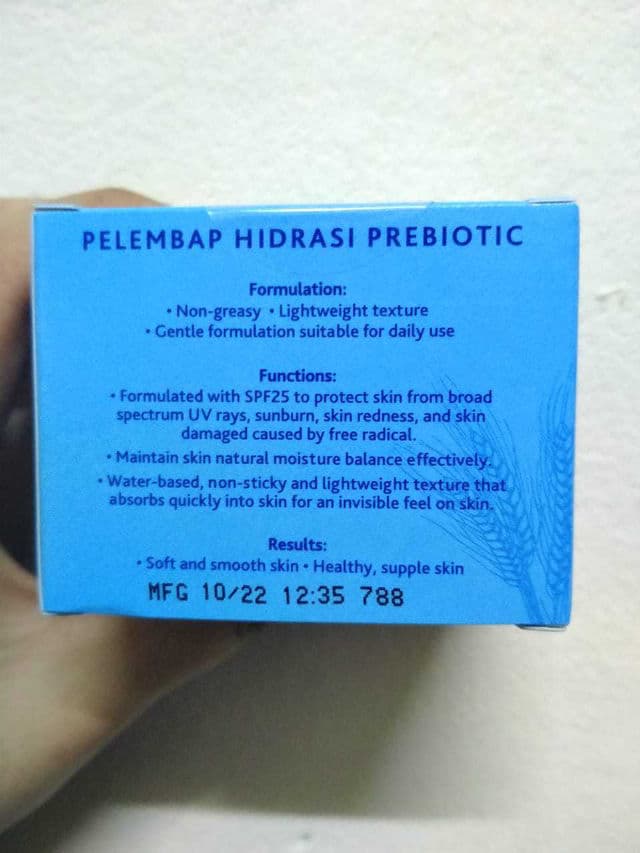 PELEMBAP HIDRASI PREBIOTIC
Formulation:
• Non-greasy • Lightweight texture
• Gentle formulation suitable for daily use
Functions:
• Formulated with SPF25 to protect skin from broad
spectrum UV rays, sunburn, skin redness, and skin
damaged caused by free radical.
• Maintain skin natural moisture balance effectively.
• Water-based, non-sticky and lightweight texture that
absorbs quickly into skin for an invisible feel on skin.
Results:
• Soft and smooth skin • Healthy, supple skin
MFG 10/22 12:35 788